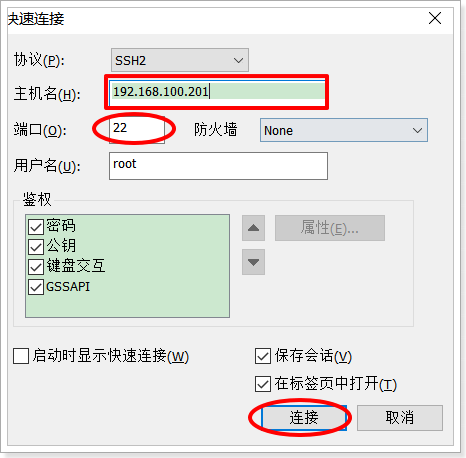 快速连接
协议(P): SSH2
主机名(H): 192.168.100.201
端口(O): 22 防火墙 None
用户名(U): root
鉴权
密码
公钥
属性(E)...
键盘交互
GSSAPI
启动时显示快速连接(W) 保存会话(V)
在标签页中打开(T)
连接 取消